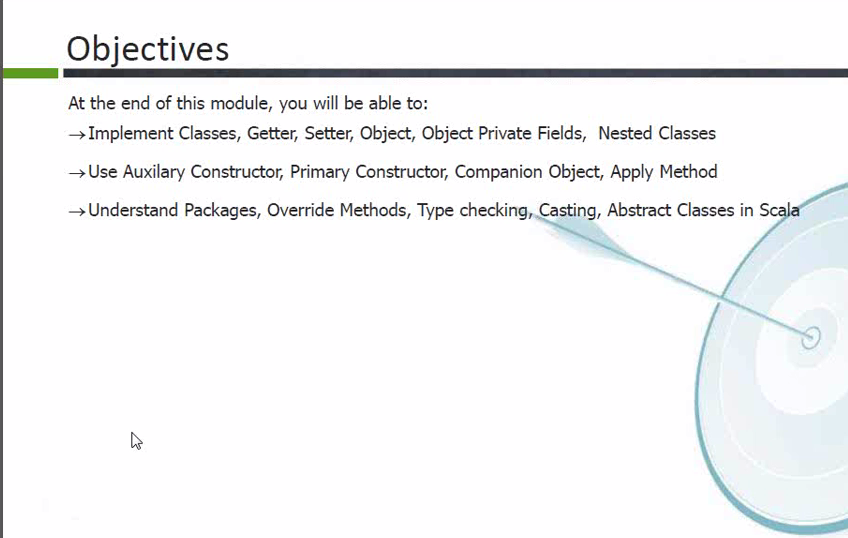 Objectives
At the end of this module, you will be able to:
→Implement Classes, Getter, Setter, Object, Object Private Fields, Nested Classes
→Use Auxilary Constructor, Primary Constructor, Companion Object, Apply Method
→Understand Packages, Override Methods, Type checking, Casting, Abstract Classes in Scala